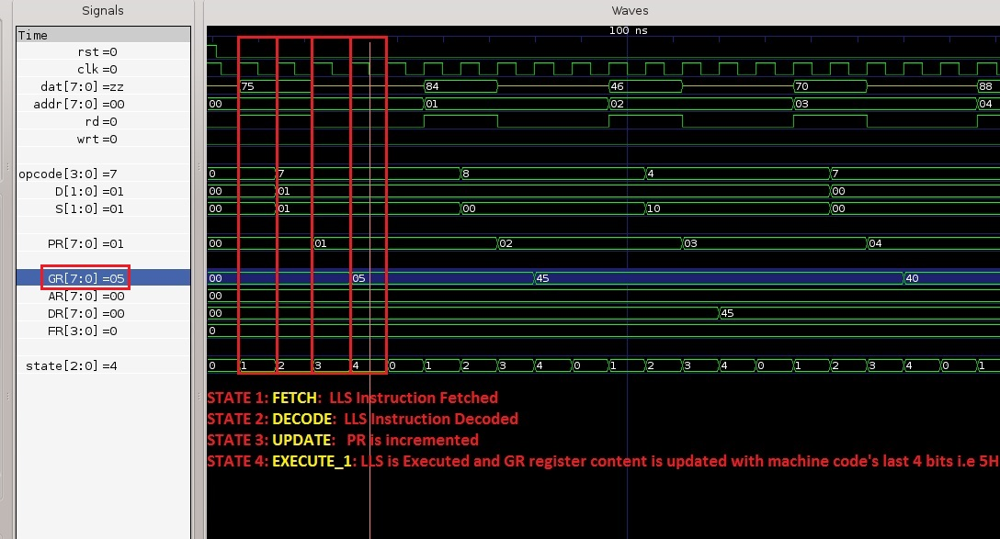 Signals Waves
Time 100 ns
rst =0
clk =0
dat[7:0] =zz 75 84 46 70 88
addr[7:0] =00 00 01 02 03 04
rd =0
wrt =0
opcode[3:0] =7 0 7 8 4 7
D[1:0] =01 00 01 00
S[1:0] =01 00 01 00 10 00
PR[7:0] =01 00 01 02 03 04
GR[7:0] =05 00 05 45 40
AR[7:0] =00 00
DR[7:0] =00 00 45
FR[3:0] =0 0
state[2:0] =4 0 1 2 3 4 0 1 2 3 4 0 1 2 3 4 0 1 2 3 4 0 1
STATE 1: FETCH: LLS Instruction Fetched
STATE 2: DECODE: LLS Instruction Decoded
STATE 3: UPDATE: PR is incremented
STATE 4: EXECUTE_1: LLS is Executed and GR register content is updated with machine code's last 4 bits i.e 5H